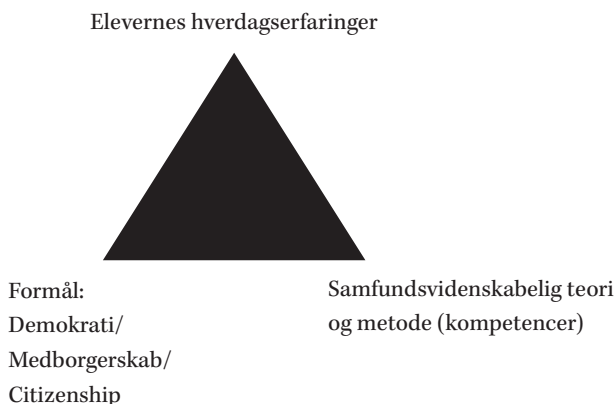 Elevernes hverdagserfaringer
Formål:
Demokrati/
Medborgerskab/
Citizenship
Samfundsvidenskabelig teori
og metode (kompetencer)